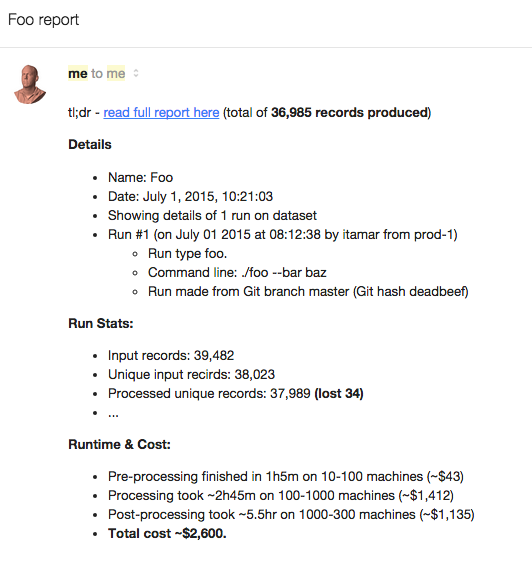 Foo report
me to me
tl;dr - read full report here (total of 36,985 records produced)
Details
• Name: Foo
• Date: July 1, 2015, 10:21:03
• Showing details of 1 run on dataset
• Run #1 (on July 01 2015 at 08:12:38 by itamar from prod-1)
◦ Run type foo.
◦ Command line: ./foo --bar baz
◦ Run made from Git branch master (Git hash deadbeef)
Run Stats:
• Input records: 39,482
• Unique input recirds: 38,023
• Processed unique records: 37,989 (lost 34)
• ...
Runtime & Cost:
• Pre-processing finished in 1h5m on 10-100 machines (~$43)
• Processing took ~2h45m on 100-1000 machines (~$1,412)
• Post-processing took ~5.5hr on 1000-300 machines (~$1,135)
• Total cost ~$2,600.